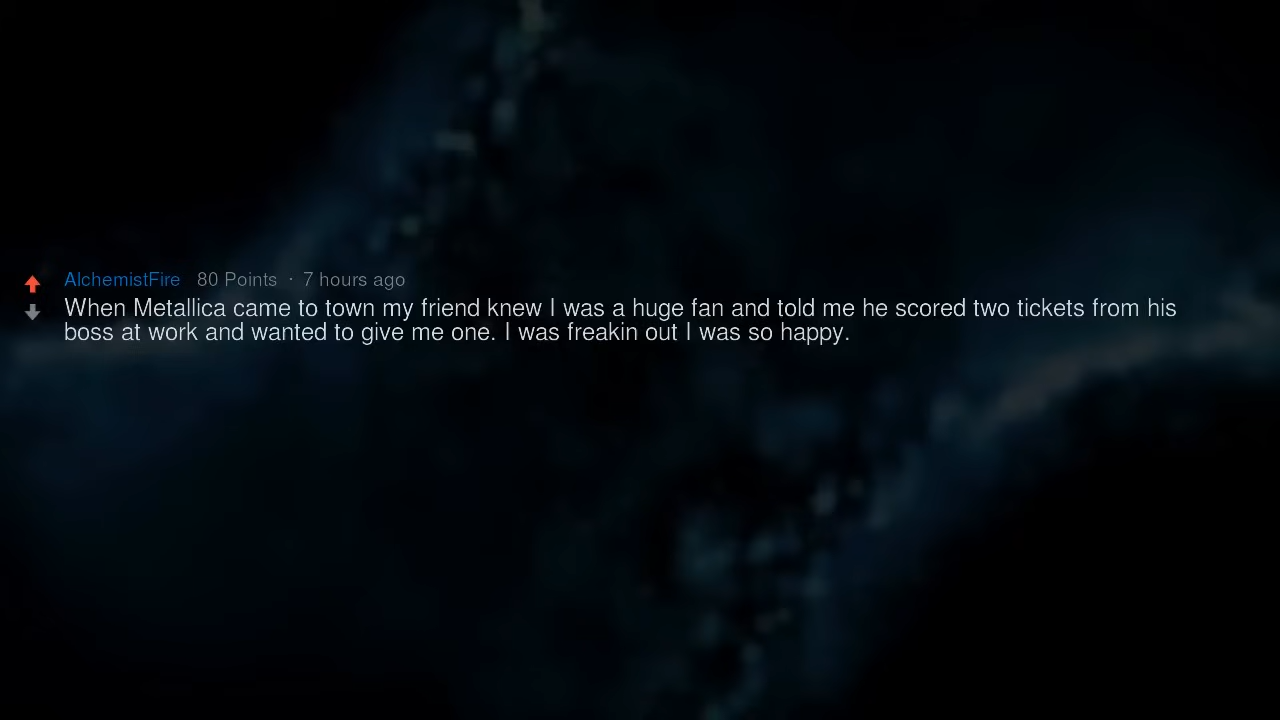 AlchemistFire 80 Points · 7 hours ago
When Metallica came to town my friend knew I was a huge fan and told me he scored two tickets from his
boss at work and wanted to give me one. I was freakin out I was so happy.